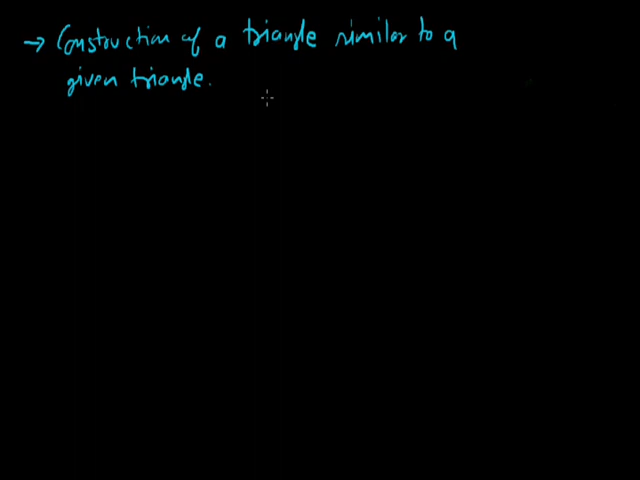 → Construction of a triangle similar to a
given triangle.